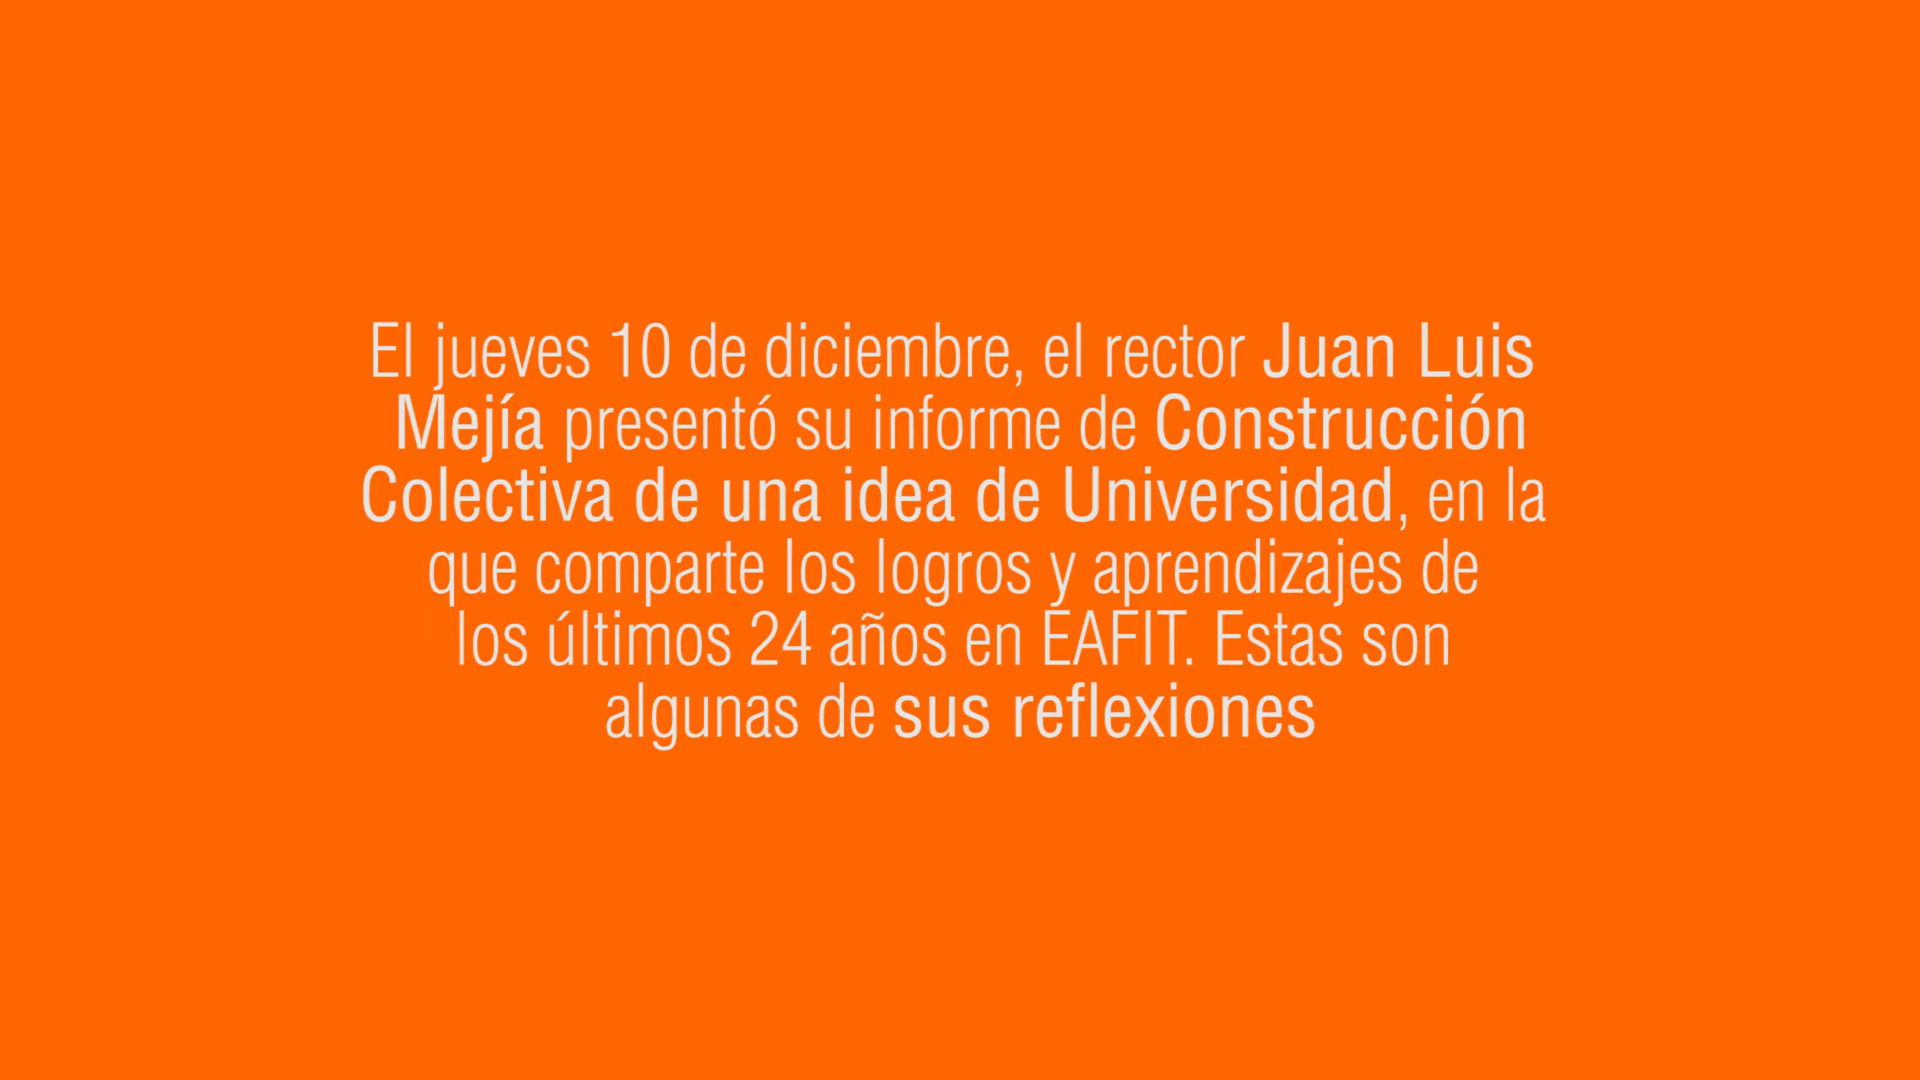 El jueves 10 de diciembre, el rector Juan Luis
Mejía presentó su informe de Construcción
Colectiva de una idea de Universidad, en la
que comparte los logros y aprendizajes de
los últimos 24 años en EAFIT. Estas son
algunas de sus reflexiones